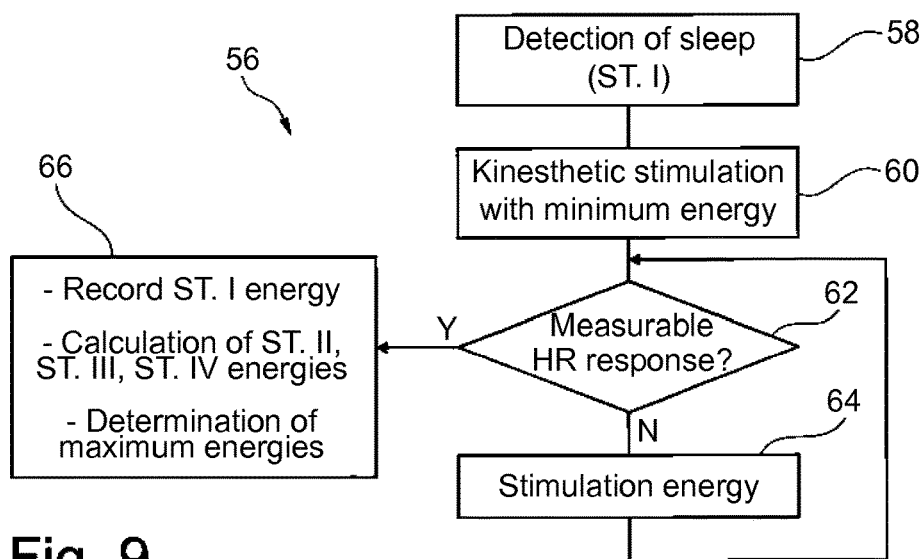 Detection of sleep
(ST. I)
58
56
Kinesthetic stimulation
with minimum energy
60
66
- Record ST. I energy
- Calculation of ST. II,
ST. III, ST. IV energies
- Determination of
maximum energies
Y
Measurable
HR response?
62
N
64
Stimulation energy
Fig. 9